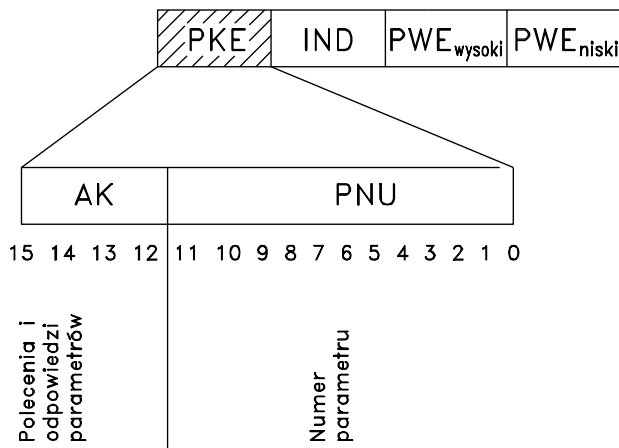 PKE IND PWEwysoki PWEniski
AK PNU
15 14 13 12 11 10 9 8 7 6 5 4 3 2 1 0
Polecenia i
odpowiedzi
parametrów
Numer
parametru